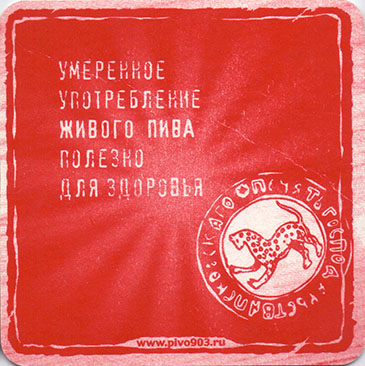 УМЕРЕННОЕ
УПОТРЕБЛЕНИЕ
ЖИВОГО ПИВА
ПОЛЕЗНО
ДЛЯ ЗДОРОВЬЯ
www.pivo903.ru